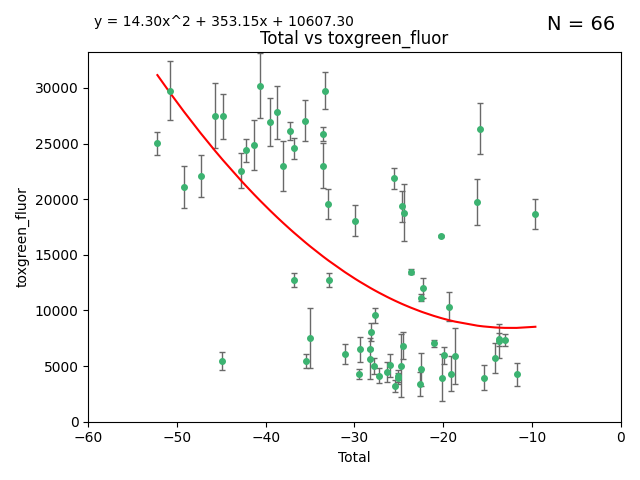 y = 14.30x^2 + 353.15x + 10607.30
N = 66
Total vs toxgreen_fluor
30000
25000
20000
15000
10000
5000
0
toxgreen_fluor
−60
−50
−40
−30
−20
−10
0
Total